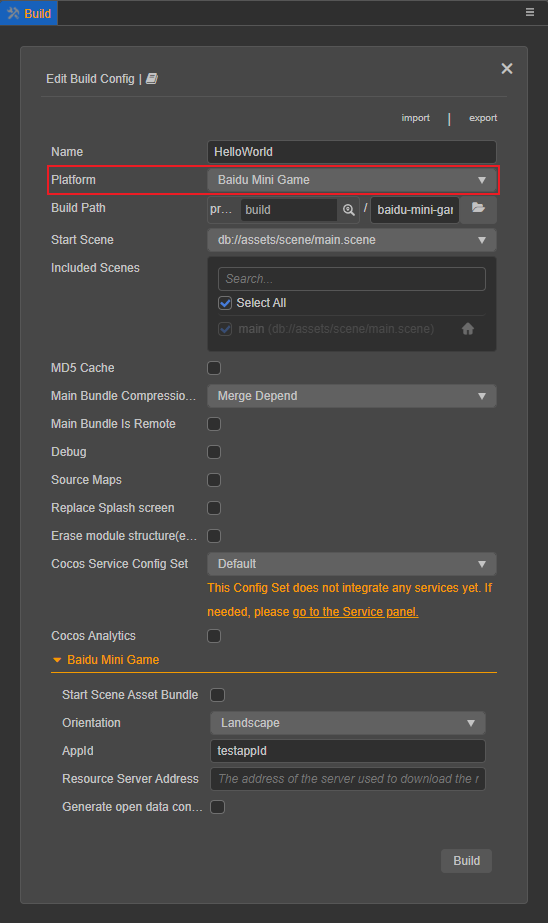 Build
Edit Build Config |
import | export
Name HelloWorld
Platform Baidu Mini Game
Build Path pr... build / baidu-mini-gar
Start Scene db://assets/scene/main.scene
Included Scenes
Search...
Select All
main (db://assets/scene/main.scene)
MD5 Cache
Main Bundle Compressio... Merge Depend
Main Bundle Is Remote
Debug
Source Maps
Replace Splash screen
Erase module structure(e...
Cocos Service Config Set Default
This Config Set does not integrate any services yet. If
needed, please go to the Service panel.
Cocos Analytics
Baidu Mini Game
Start Scene Asset Bundle
Orientation Landscape
AppId testappId
Resource Server Address The address of the server used to download the r
Generate open data con...
Build